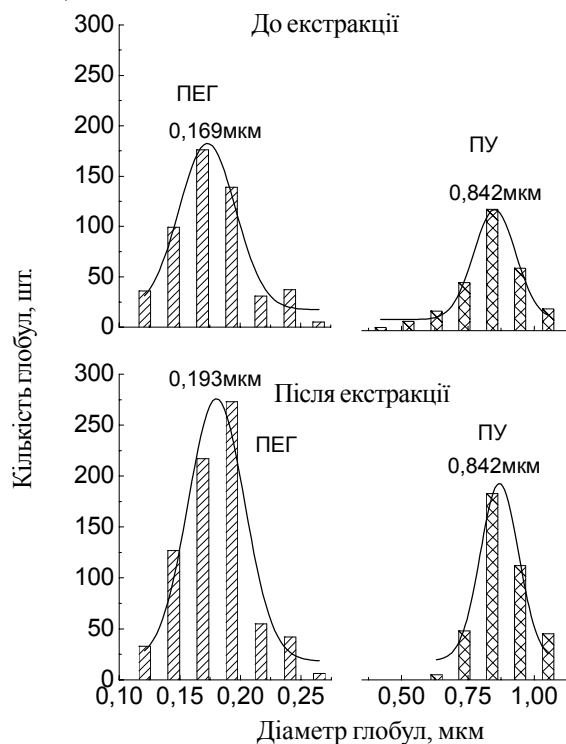 До екстракції
300
250
200
150
100
50
0
ПЕГ
0,169мкм
ПУ
0,842мкм
Кількість глобул, шт.
Після екстракції
300
250
200
150
100
50
0
0,193мкм
ПЕГ
ПУ
0,842мкм
0,10 0,15 0,20 0,25 0,50 0,75 1,00
Діаметр глобул, мкм